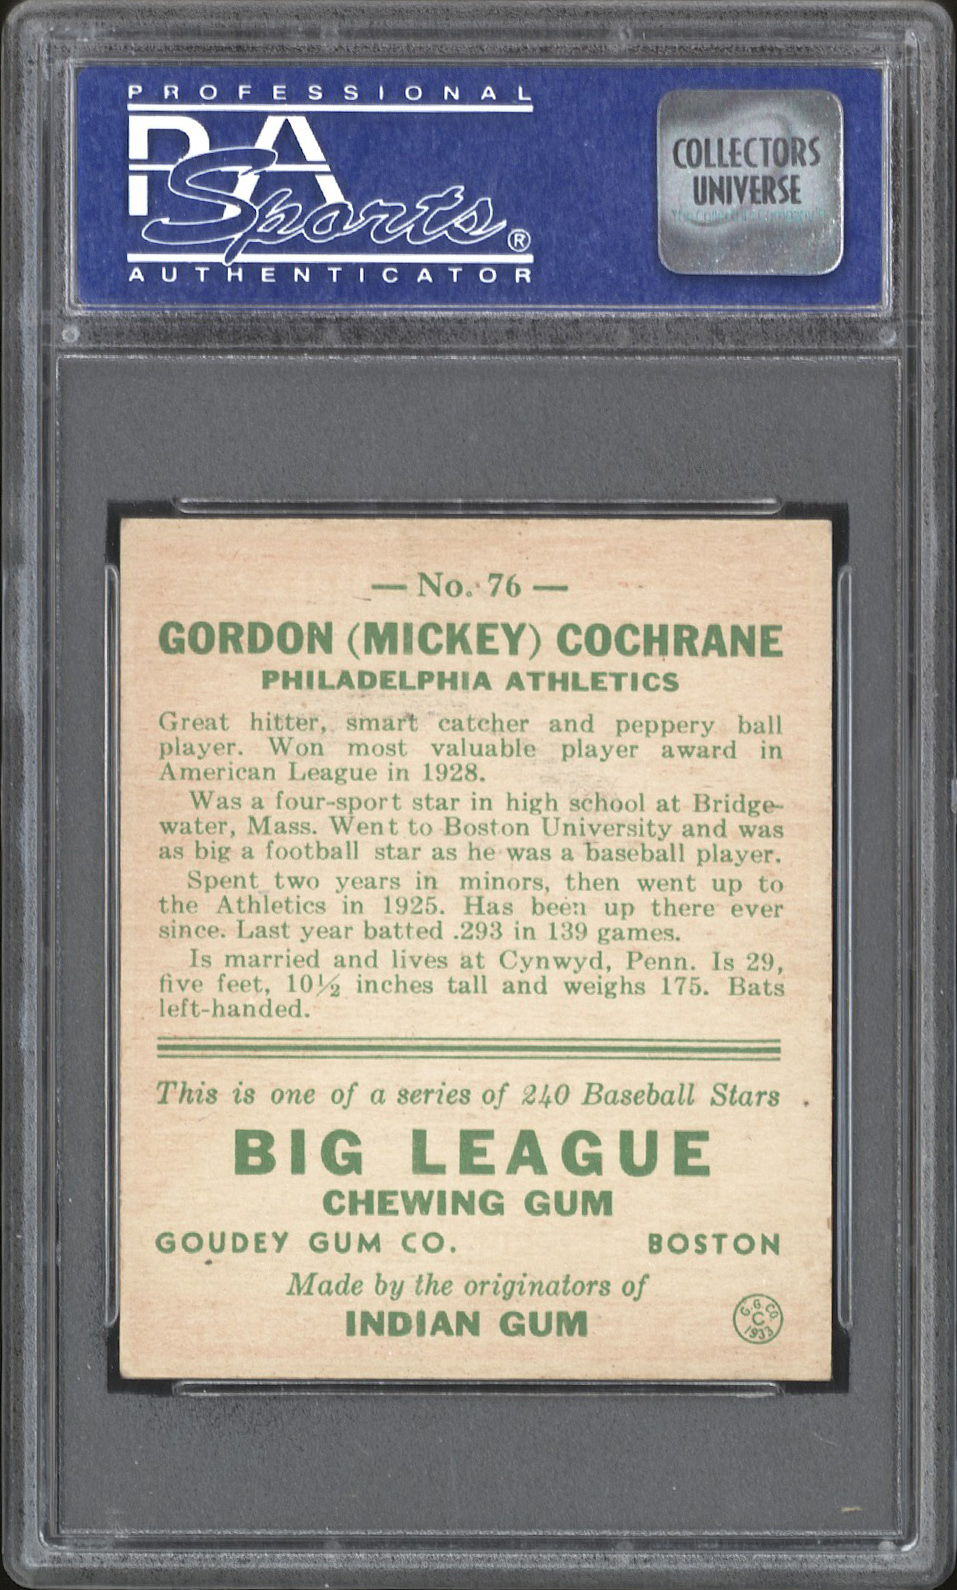 PROFESSIONAL
PSA
Sports®
AUTHENTICATOR
COLLECTORS
UNIVERSE
— No. 76 —
GORDON (MICKEY) COCHRANE
PHILADELPHIA ATHLETICS
Great hitter, smart catcher and peppery ball
player. Won most valuable player award in
American League in 1928.
Was a four-sport star in high school at Bridge-
water, Mass. Went to Boston University and was
as big a football star as he was a baseball player.
Spent two years in minors, then went up to
the Athletics in 1925. Has been up there ever
since. Last year batted .293 in 139 games.
Is married and lives at Cynwyd, Penn. Is 29,
five feet, 10½ inches tall and weighs 175. Bats
left-handed.
This is one of a series of 240 Baseball Stars
BIG LEAGUE
CHEWING GUM
GOUDEY GUM CO. BOSTON
Made by the originators of
INDIAN GUM
G.G.CO.
C
1933